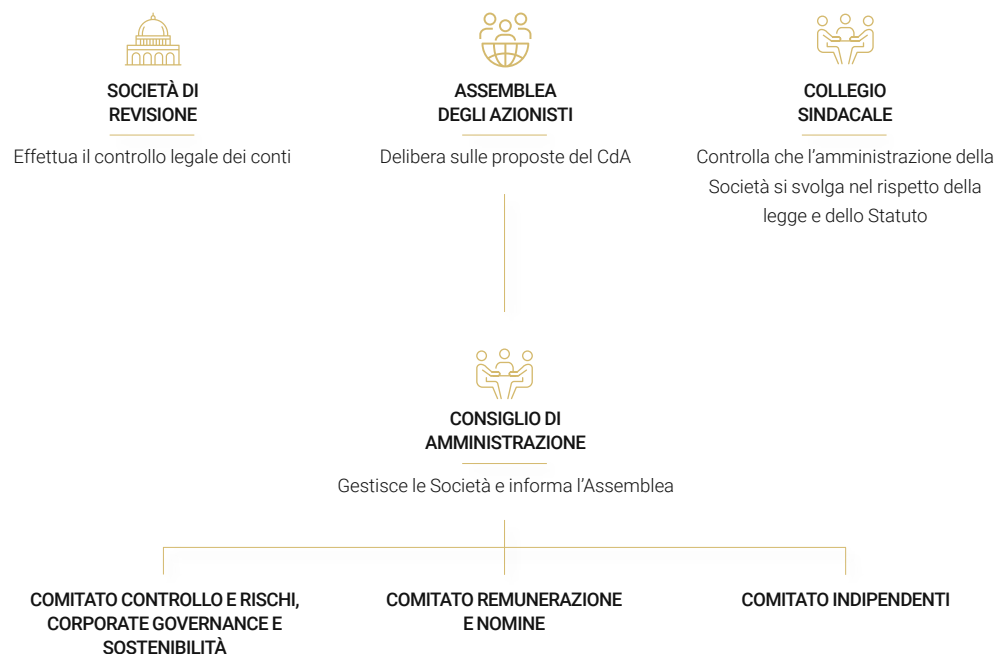 SOCIETÀ DI
REVISIONE
Effettua il controllo legale dei conti
ASSEMBLEA
DEGLI AZIONISTI
Delibera sulle proposte del CdA
COLLEGIO
SINDACALE
Controlla che l'amministrazione della
Società si svolga nel rispetto della
legge e dello Statuto
CONSIGLIO DI
AMMINISTRAZIONE
Gestisce le Società e informa l'Assemblea
COMITATO CONTROLLO E RISCHI,
CORPORATE GOVERNANCE E
SOSTENIBILITÀ
COMITATO REMUNERAZIONE
E NOMINE
COMITATO INDIPENDENTI